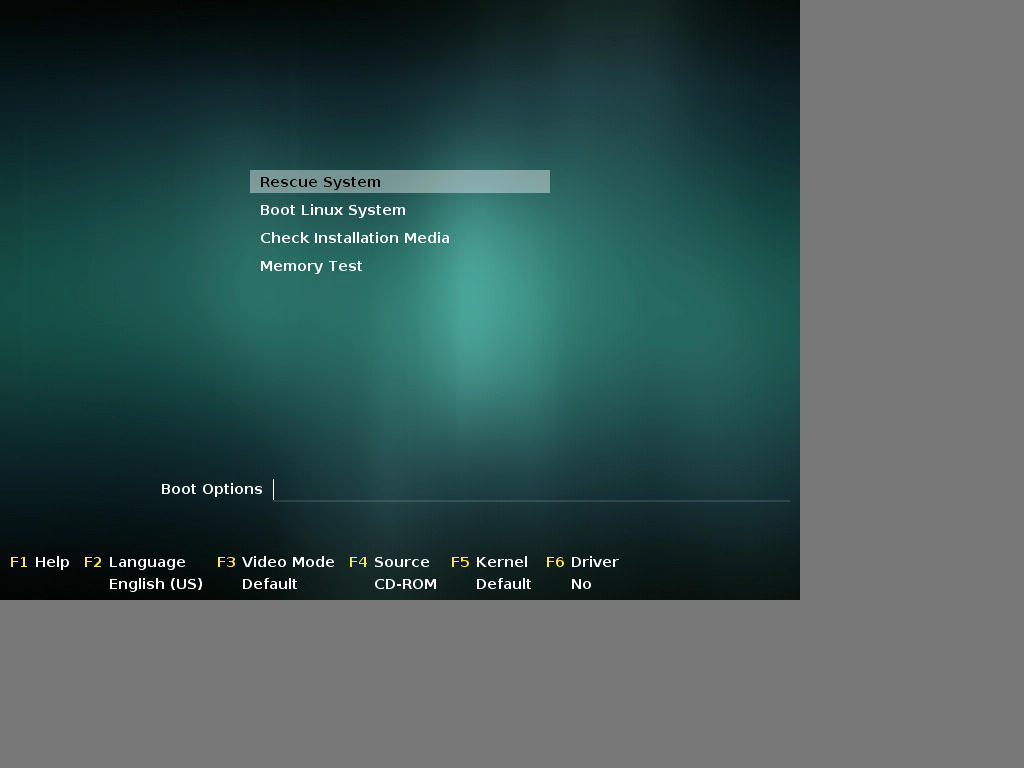 Rescue System
Boot Linux System
Check Installation Media
Memory Test
Boot Options
F1 Help F2 Language F3 Video Mode F4 Source F5 Kernel F6 Driver
English (US) Default CD-ROM Default No